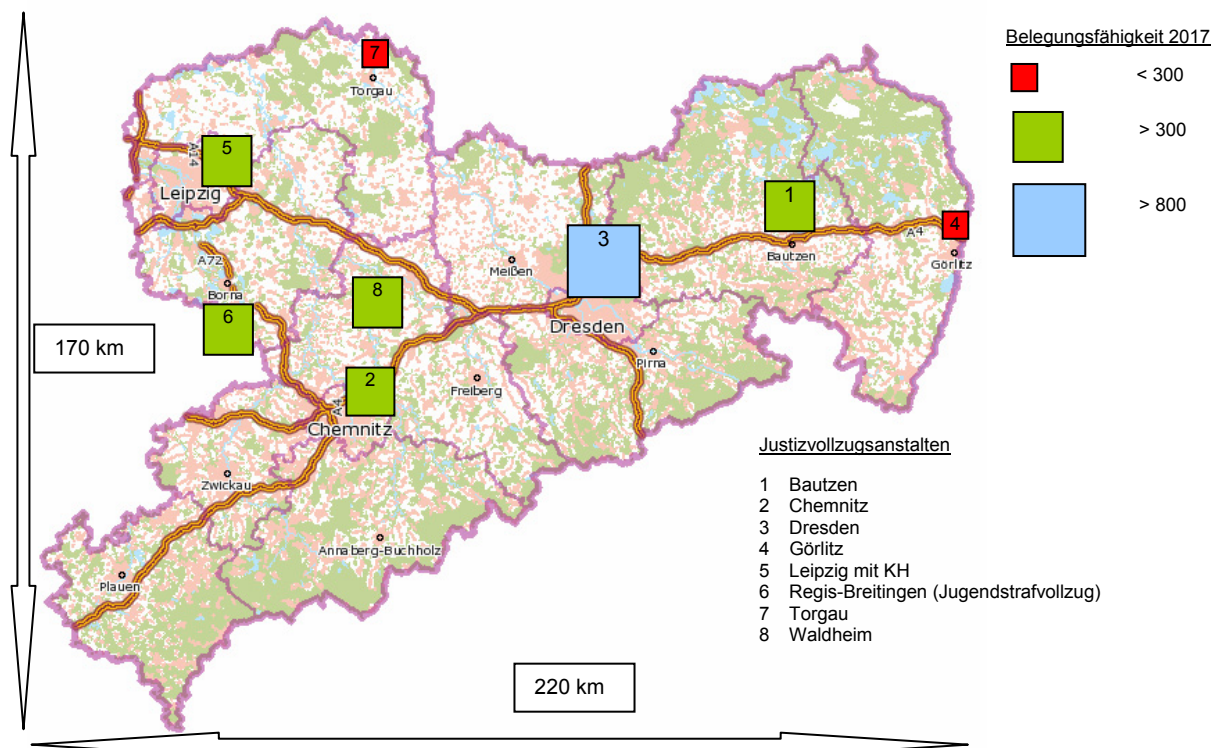 7
Torgau
5
A14
Leipzig
1
3
4
A4
Meißen
Bautzen
Görlitz
A72
8
Borna
6
Dresden
Pirna
2
Freiberg
A4
Chemnitz
Zwickau
Annaberg-Buchholz
Plauen
170 km
220 km
Belegungsfähigkeit 2017
< 300
> 300
> 800
Justizvollzugsanstalten
1 Bautzen
2 Chemnitz
3 Dresden
4 Görlitz
5 Leipzig mit KH
6 Regis-Breitingen (Jugendstrafvollzug)
7 Torgau
8 Waldheim